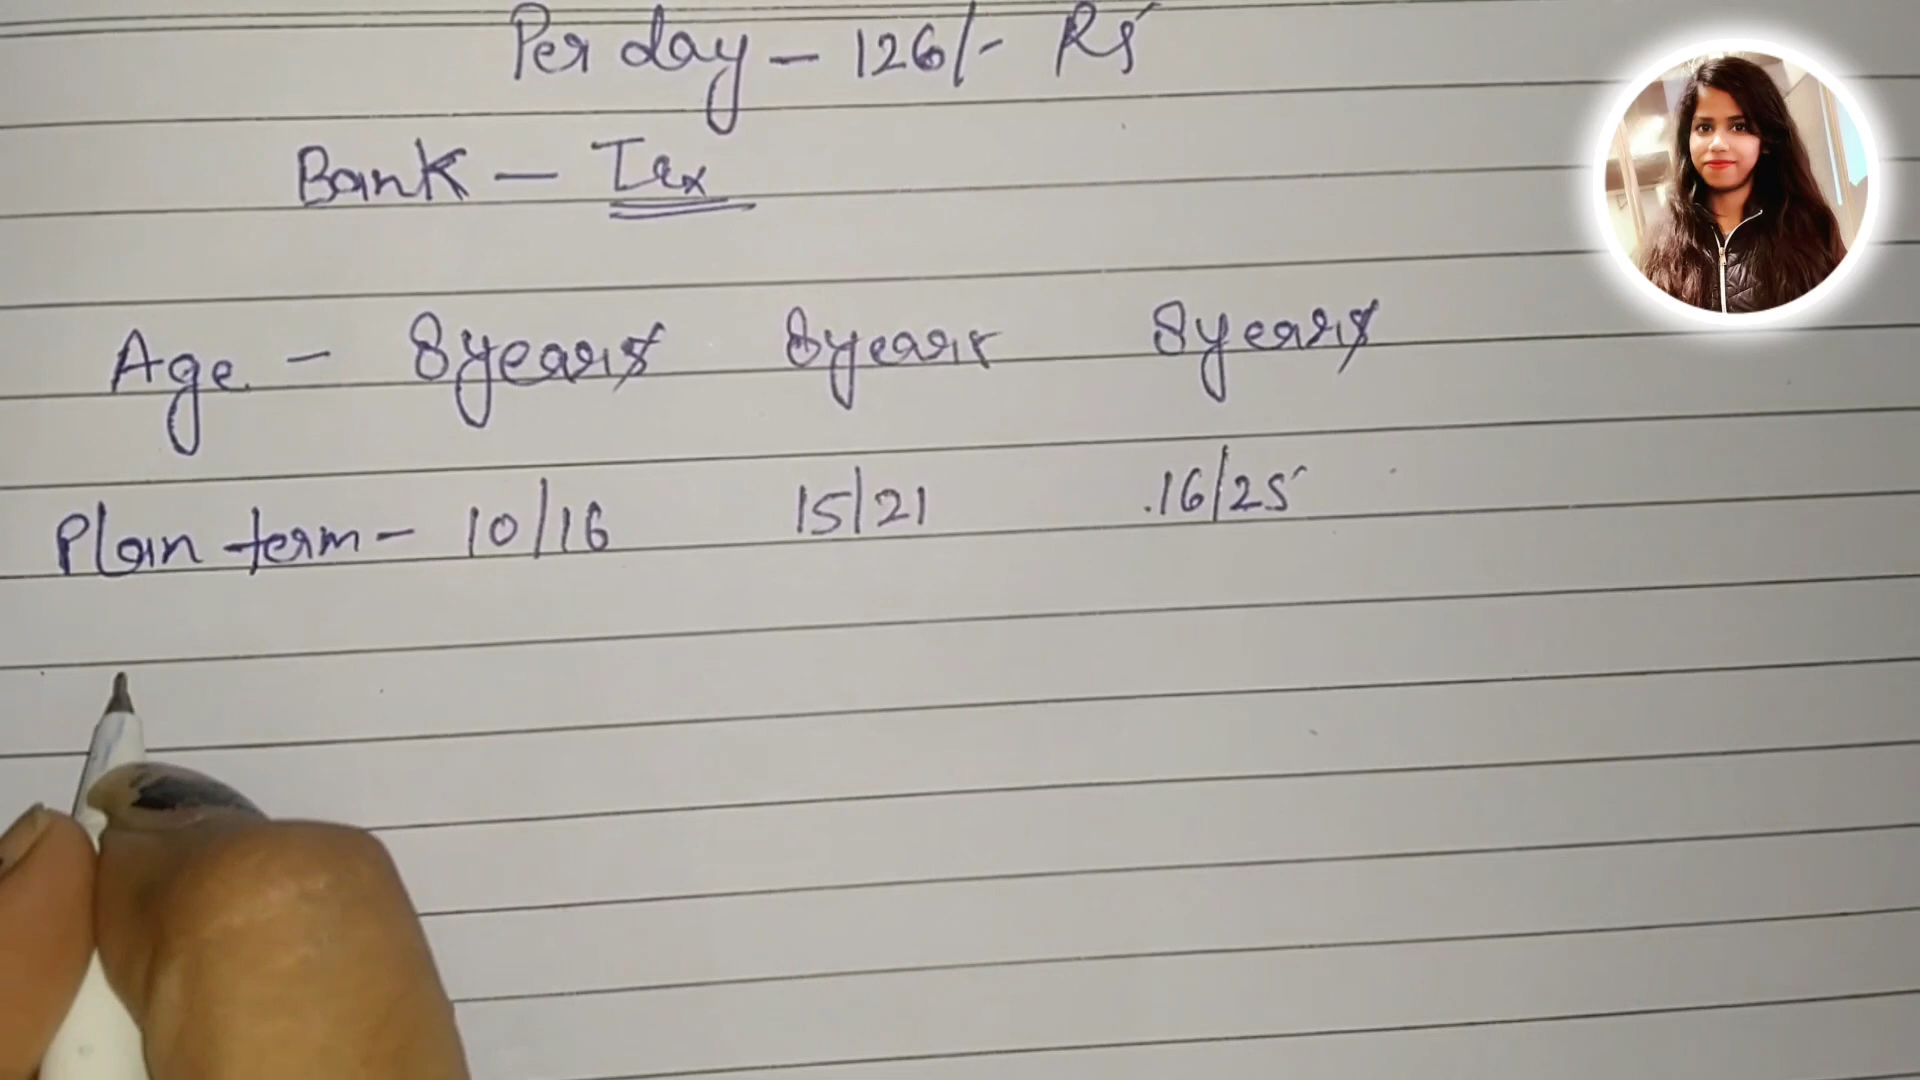 Per day - 126/- Rs
Bank - Tax
Age - 8years 8years 8years
Plan term - 10/16 15/21 16/25